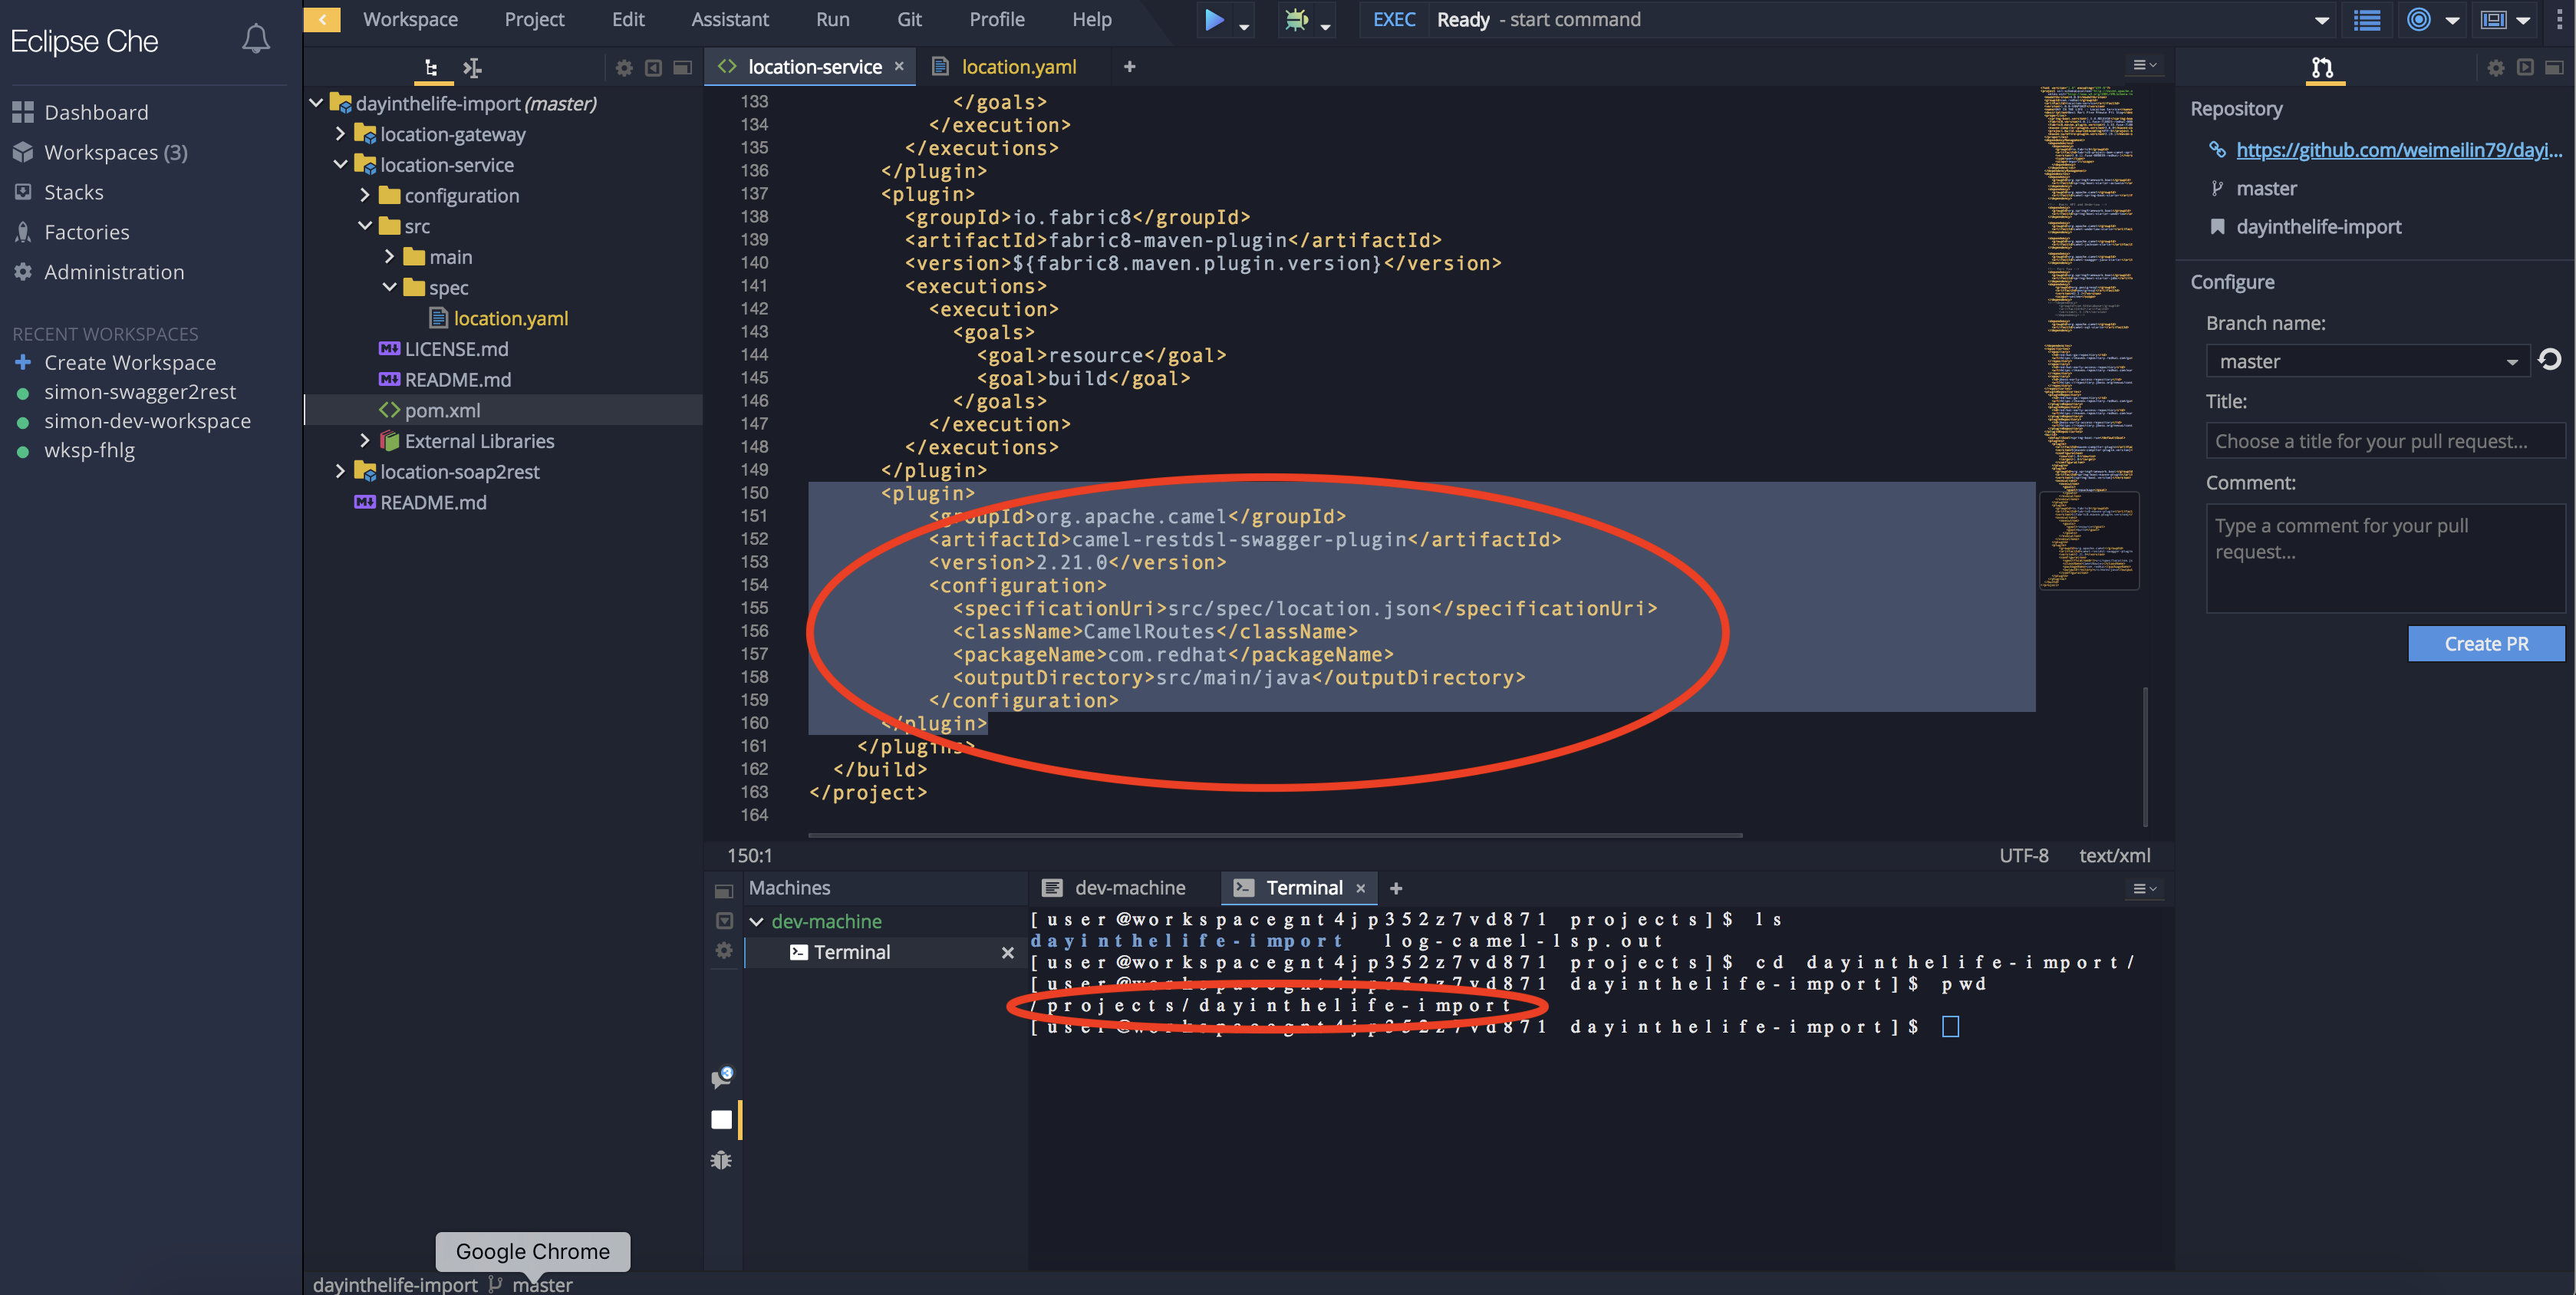 Eclipse Che
Dashboard
Workspaces (3)
Stacks
Factories
Administration
RECENT WORKSPACES
Create Workspace
simon-swagger2rest
simon-dev-workspace
wksp-fhlg
Workspace Project Edit Assistant Run Git Profile Help
EXEC Ready - start command
dayinthelife-import (master)
location-gateway
location-service
configuration
src
main
spec
location.yaml
LICENSE.md
README.md
pom.xml
External Libraries
location-soap2rest
README.md
location-service × location.yaml +
133 </goals>
134 </execution>
135 </executions>
136 </plugin>
137 <plugin>
138 <groupId>io.fabric8</groupId>
139 <artifactId>fabric8-maven-plugin</artifactId>
140 <version>${fabric8.maven.plugin.version}</version>
141 <executions>
142 <execution>
143 <goals>
144 <goal>resource</goal>
145 <goal>build</goal>
146 </goals>
147 </execution>
148 </executions>
149 </plugin>
150 <plugin>
151 <groupId>org.apache.camel</groupId>
152 <artifactId>camel-restdsl-swagger-plugin</artifactId>
153 <version>2.21.0</version>
154 <configuration>
155 <specificationUri>src/spec/location.json</specificationUri>
156 <className>CamelRoutes</className>
157 <packageName>com.redhat</packageName>
158 <outputDirectory>src/main/java</outputDirectory>
159 </configuration>
160 </plugin>
161 </plugins>
162 </build>
163 </project>
164
150:1 UTF-8 text/xml
Machines
dev-machine
Terminal ×
dev-machine Terminal × +
[user@workspacegnt4jp352z7vd871 projects]$ ls
dayinthelife-import log-camel-lsp.out
[user@workspacegnt4jp352z7vd871 projects]$ cd dayinthelife-import/
[user@workspacegnt4jp352z7vd871 dayinthelife-import]$ pwd
/projects/dayinthelife-import
[user@workspacegnt4jp352z7vd871 dayinthelife-import]$
Repository
https://github.com/weimeilin79/dayi...
master
dayinthelife-import
Configure
Branch name:
master
Title:
Choose a title for your pull request...
Comment:
Type a comment for your pull
request...
Create PR
Google Chrome
dayinthelife-import master